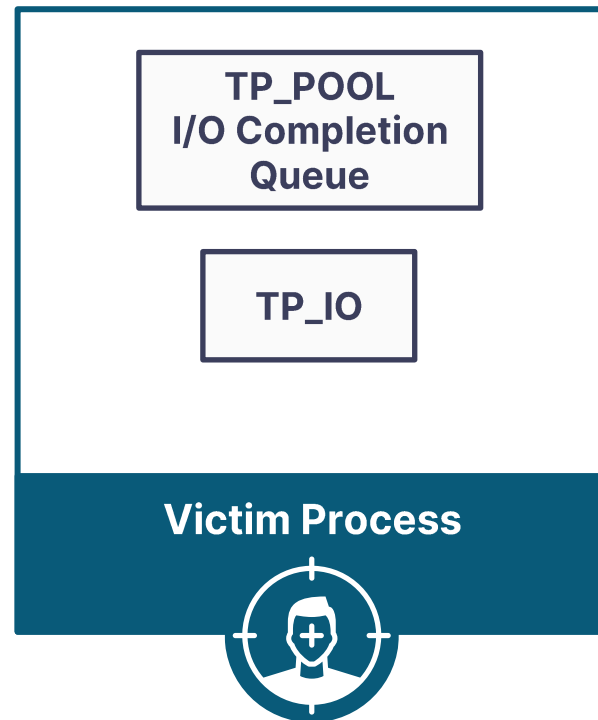 TP_POOL
I/O Completion
Queue
TP_IO
Victim Process